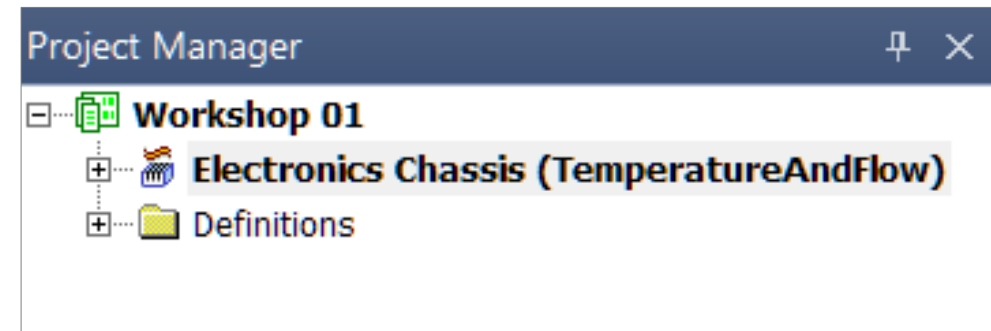 Project Manager
Workshop 01
Electronics Chassis (TemperatureAndFlow)
Definitions